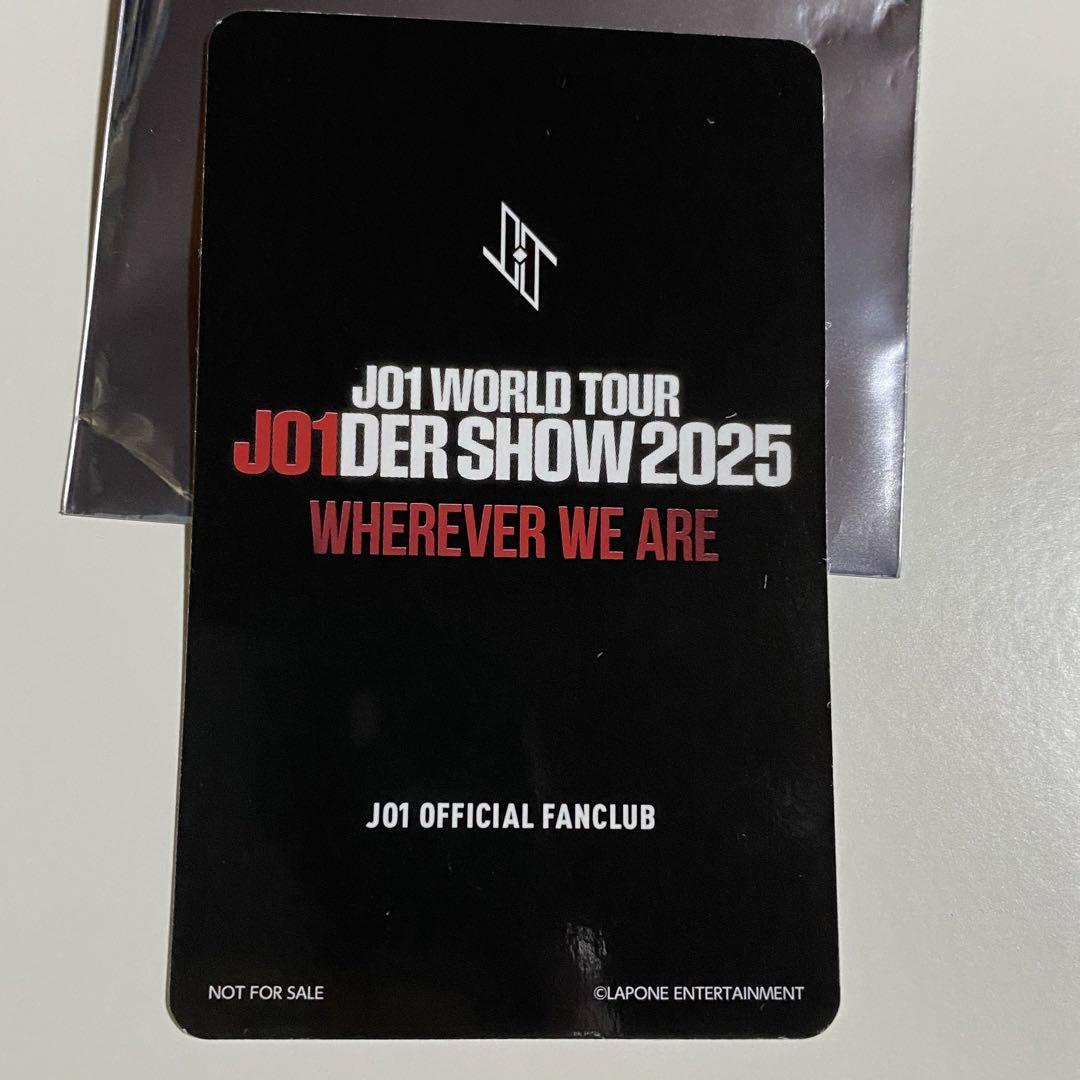 JO1 WORLD TOUR
JO1DER SHOW 2025
WHEREVER WE ARE
JO1 OFFICIAL FANCLUB
NOT FOR SALE
©LAPONE ENTERTAINMENT